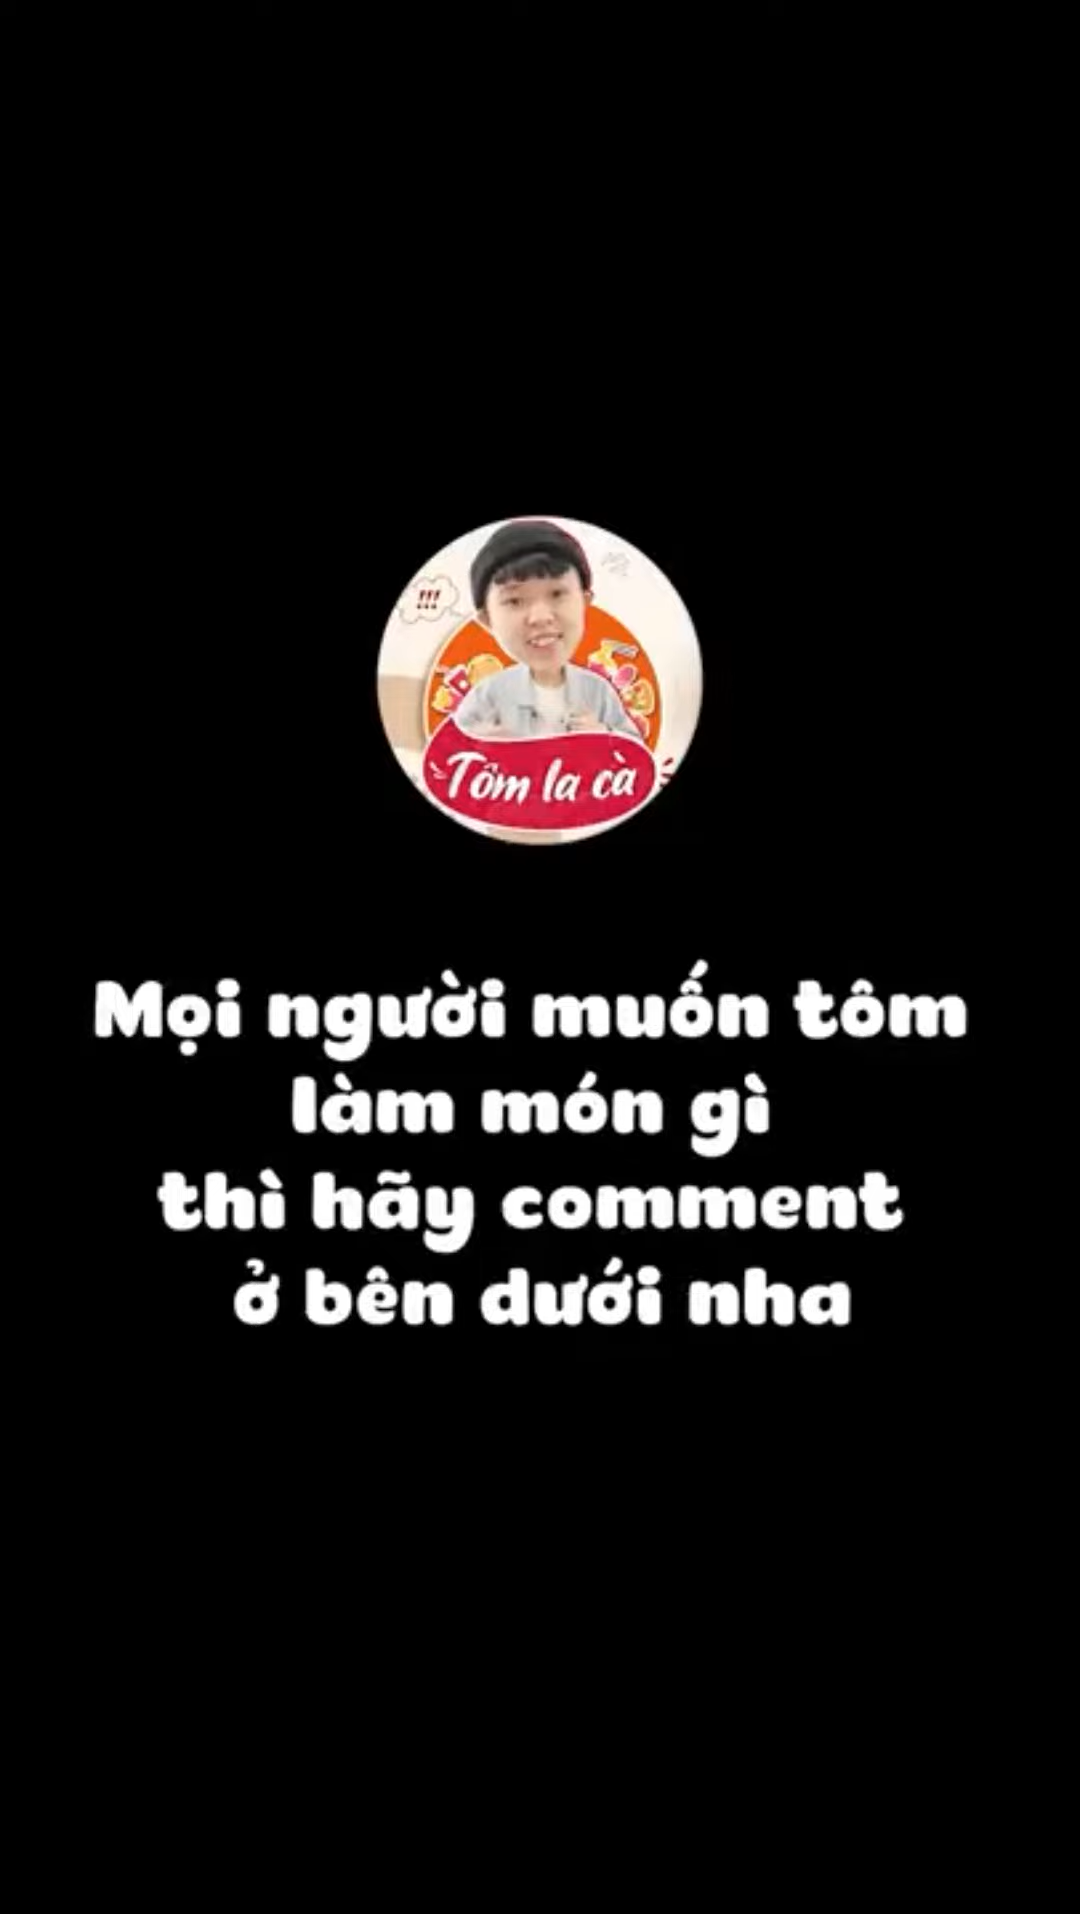 !!!
Tôm la cà
Mọi người muốn tôm
làm món gì
thì hãy comment
ở bên dưới nha